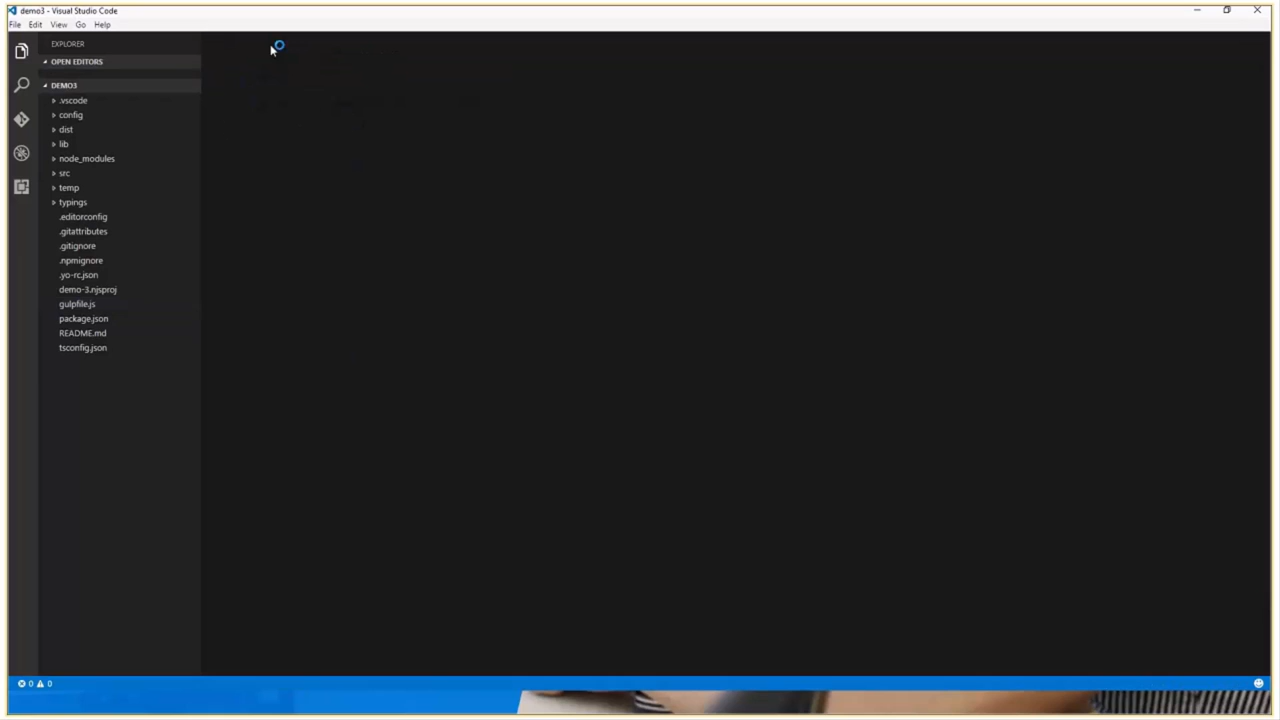 demo3 - Visual Studio Code
File Edit View Go Help
EXPLORER
OPEN EDITORS
DEMO3
.vscode
config
dist
lib
node_modules
src
temp
typings
.editorconfig
.gitattributes
.gitignore
.npmignore
.yo-rc.json
demo-3.njsproj
gulpfile.js
package.json
README.md
tsconfig.json
0 0